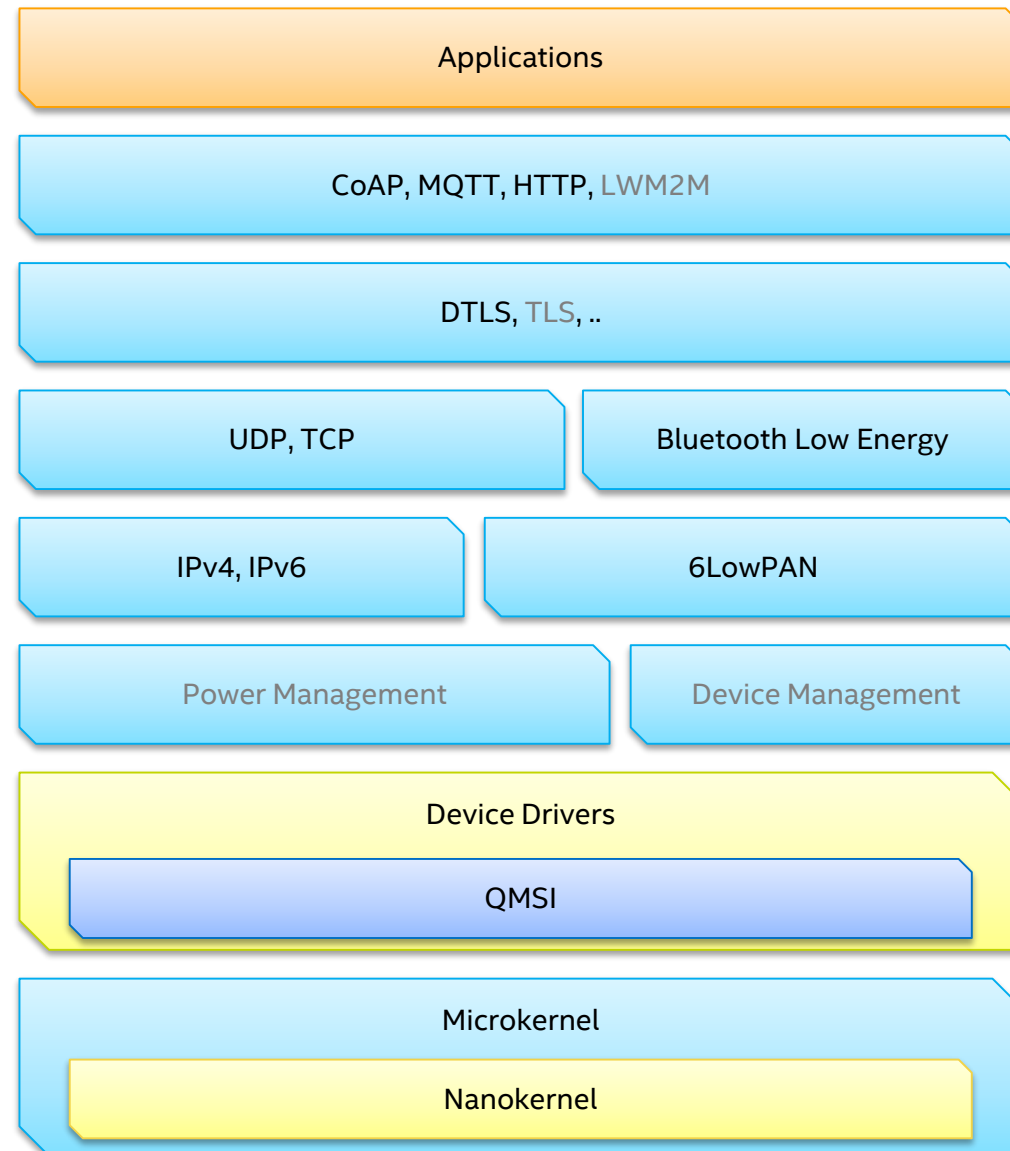 Applications
CoAP, MQTT, HTTP, LWM2M
DTLS, TLS, ..
UDP, TCP
Bluetooth Low Energy
IPv4, IPv6
6LowPAN
Power Management
Device Management
Device Drivers
QMSI
Microkernel
Nanokernel